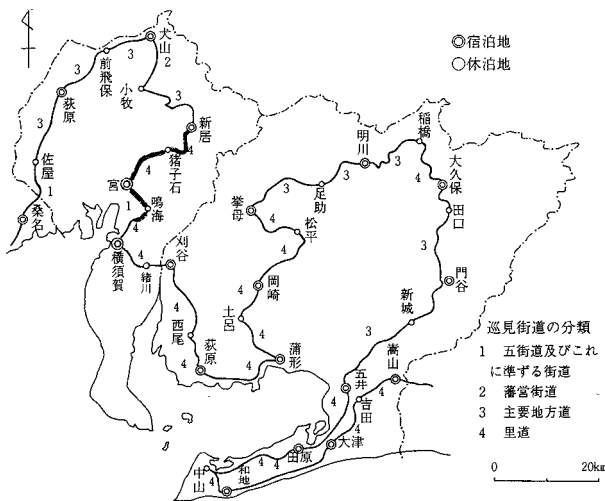 ◎宿泊地
○休泊地
犬山
前飛保
小牧
荻原
新居
猪子石
宮
佐屋
鳴海
桑名
横須賀
緒川
刈谷
西尾
荻原
稲橋
明川
大久保
足助
挙母
松平
田口
岡崎
門谷
土呂
新城
蒲形
嵩山
五井
吉田
大津
田原
和地
中山
3
2
3
3
3
4
4
1
1
4
4
4
4
4
4
4
3
3
3
4
3
3
4
4
4
4
4
4
4
巡見街道の分類
1 五街道及びこれ
に準ずる街道
2 藩営街道
3 主要地方道
4 里道
0 20km